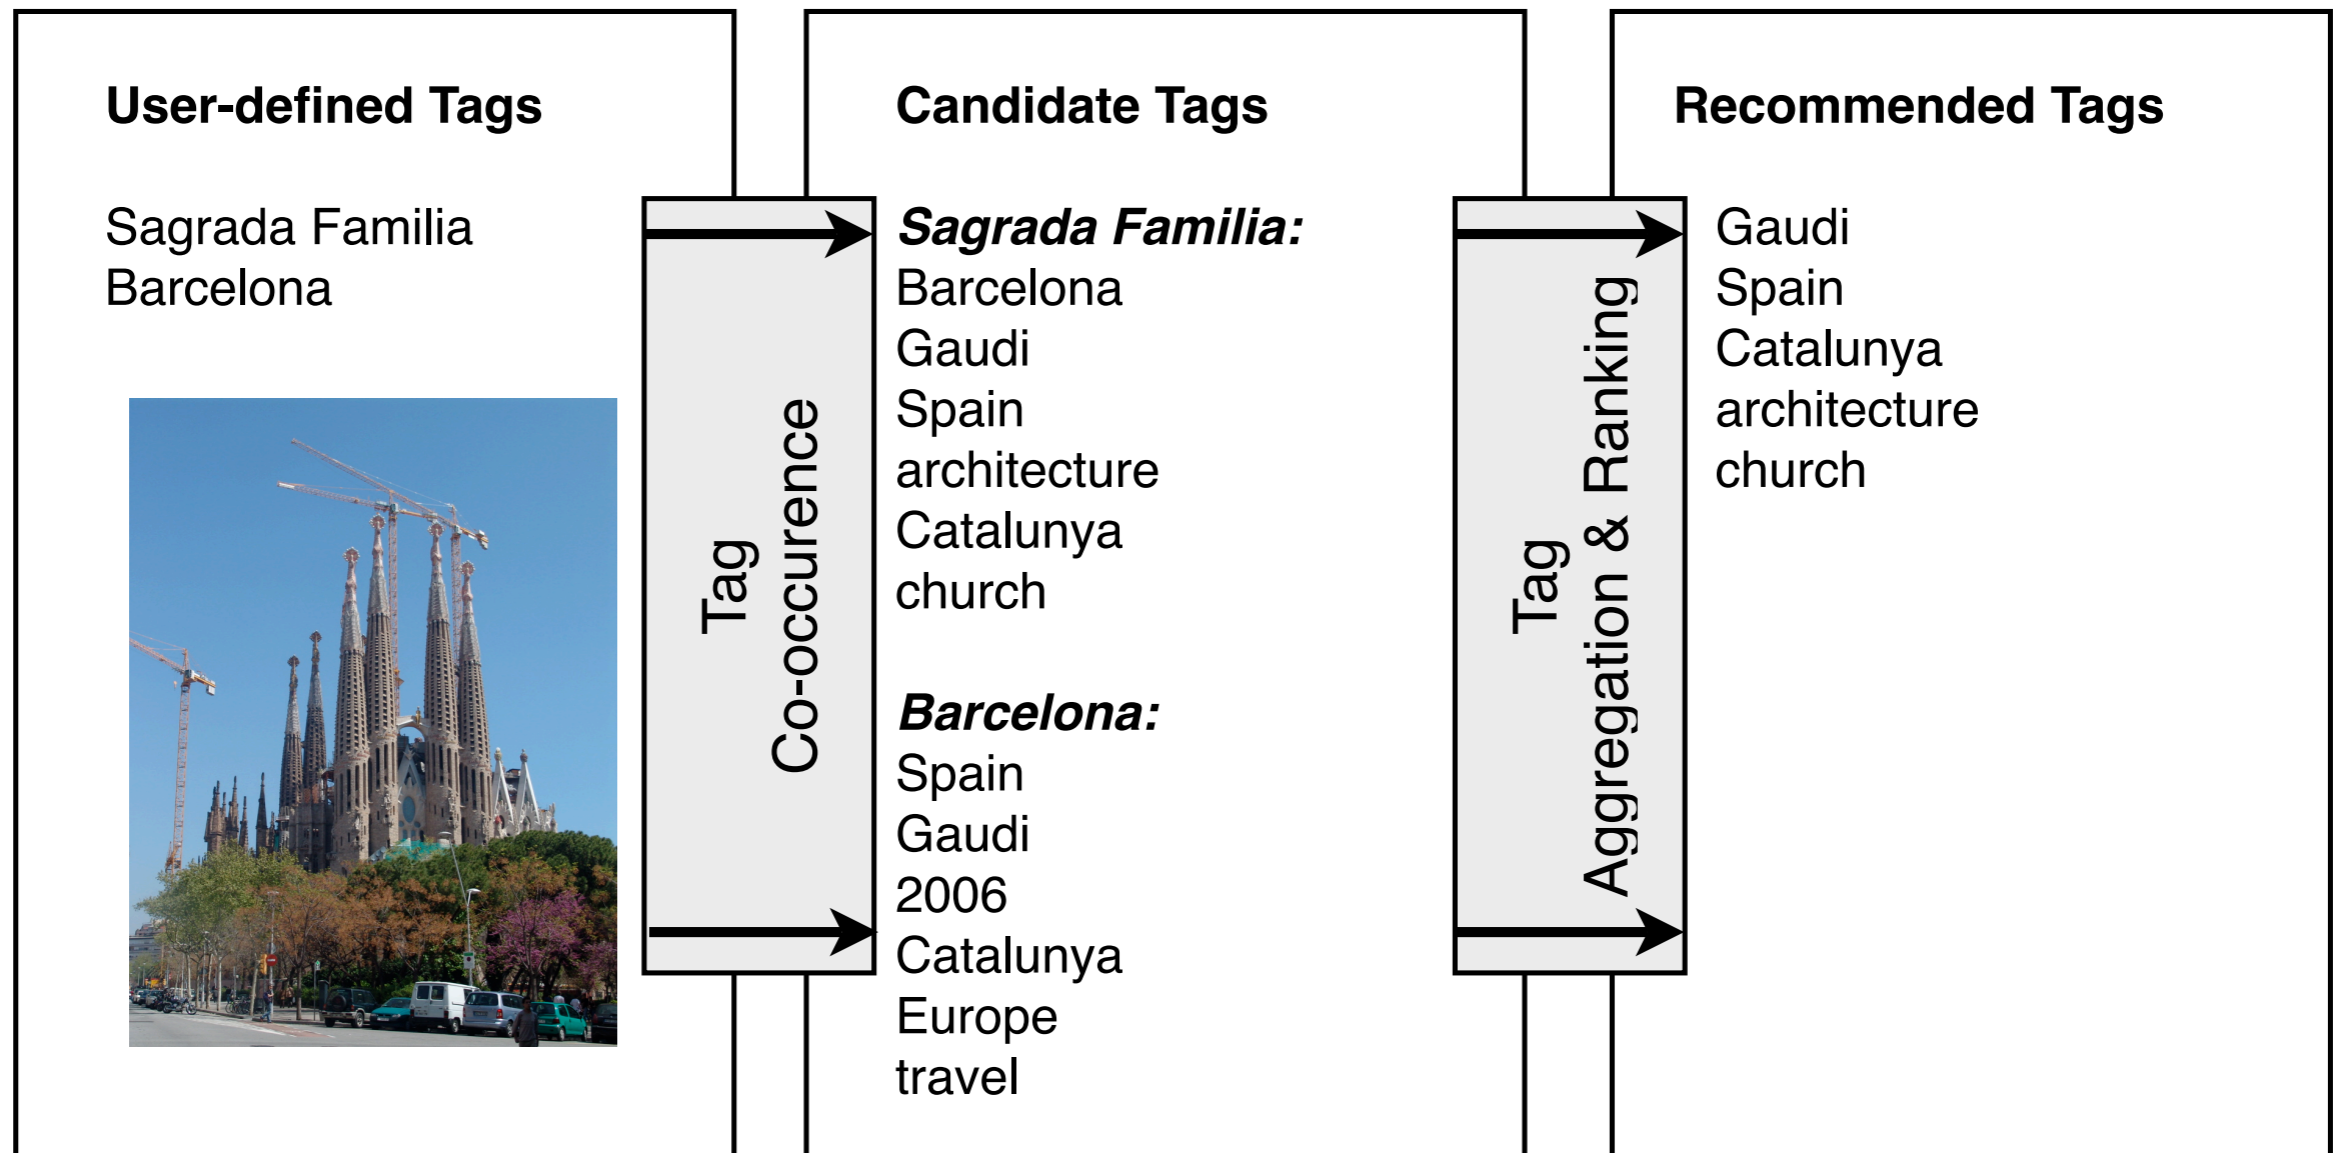 User-defined Tags
Sagrada Familia
Barcelona
Tag
Co-occurence
Candidate Tags
Sagrada Familia:
Barcelona
Gaudi
Spain
architecture
Catalunya
church
Barcelona:
Spain
Gaudi
2006
Catalunya
Europe
travel
Tag
Aggregation & Ranking
Recommended Tags
Gaudi
Spain
Catalunya
architecture
church